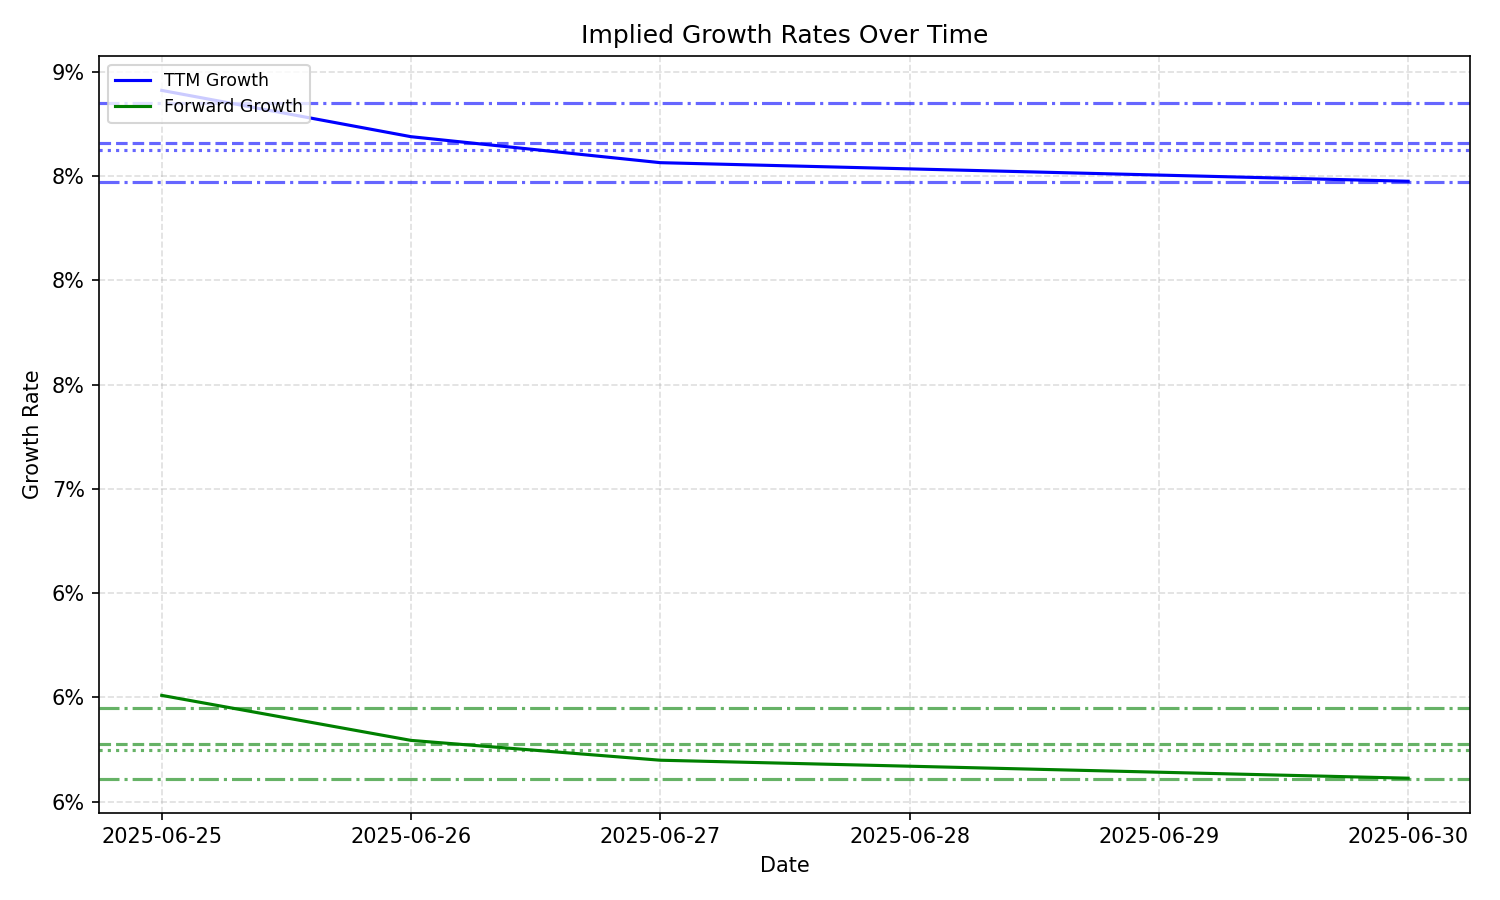 Implied Growth Rates Over Time
TTM Growth
Forward Growth
9%
8%
8%
8%
7%
6%
6%
6%
Growth Rate
2025-06-25
2025-06-26
2025-06-27
2025-06-28
2025-06-29
2025-06-30
Date